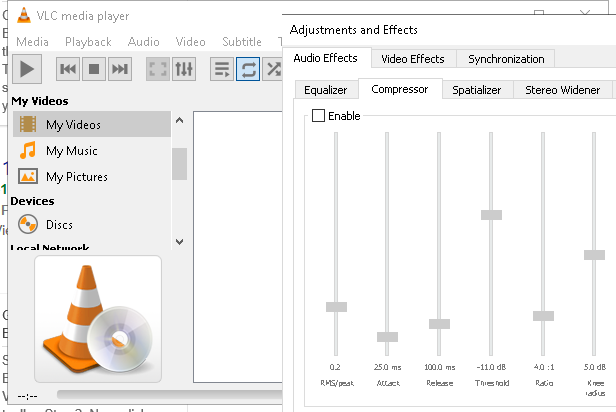 VLC media player
Media Playback Audio Video Subtitle
My Videos
My Videos
My Music
My Pictures
Devices
Discs
Local Network
--:--
Adjustments and Effects
Audio Effects Video Effects Synchronization
Equalizer Compressor Spatializer Stereo Widener
Enable
0.2 25.0 ms 100.0 ms -11.0 dB 4.0 :1 5.0 dB
RMS/peak Attack Release Threshold Ratio Knee
radius